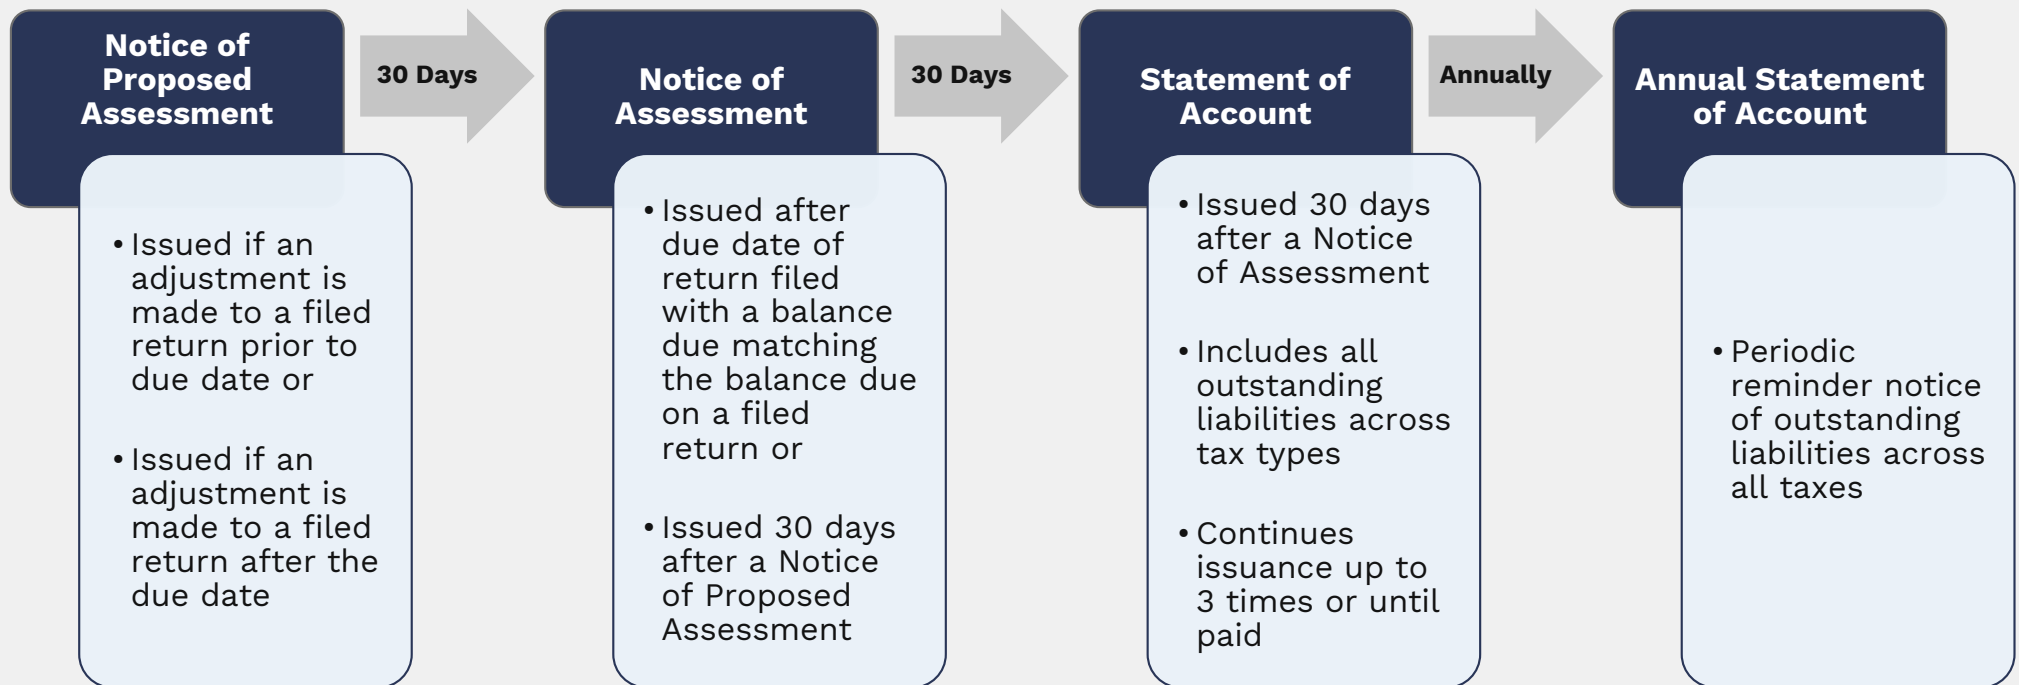 Notice of
Proposed
Assessment
30 Days
Notice of
Assessment
30 Days
Statement of
Account
Annually
Annual Statement
of Account
• Issued if an
adjustment is
made to a filed
return prior to
due date or
• Issued if an
adjustment is
made to a filed
return after the
due date
• Issued after
due date of
return filed
with a balance
due matching
the balance due
on a filed
return or
• Issued 30 days
after a Notice
of Proposed
Assessment
• Issued 30 days
after a Notice
of Assessment
• Includes all
outstanding
liabilities across
tax types
• Continues
issuance up to
3 times or until
paid
• Periodic
reminder notice
of outstanding
liabilities across
all taxes